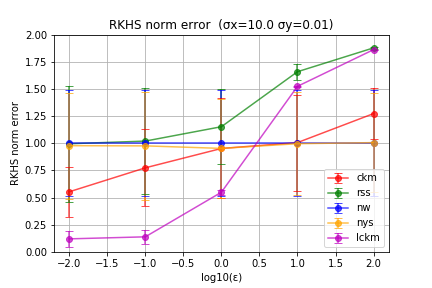 RKHS norm error  (σx=10.0 σy=0.01)
2.00
1.75
1.50
1.25
1.00
0.75
0.50
0.25
0.00
RKHS norm error
ckm
rss
nw
nys
lckm
−2.0 −1.5 −1.0 −0.5 0.0 0.5 1.0 1.5 2.0
log10(ε)